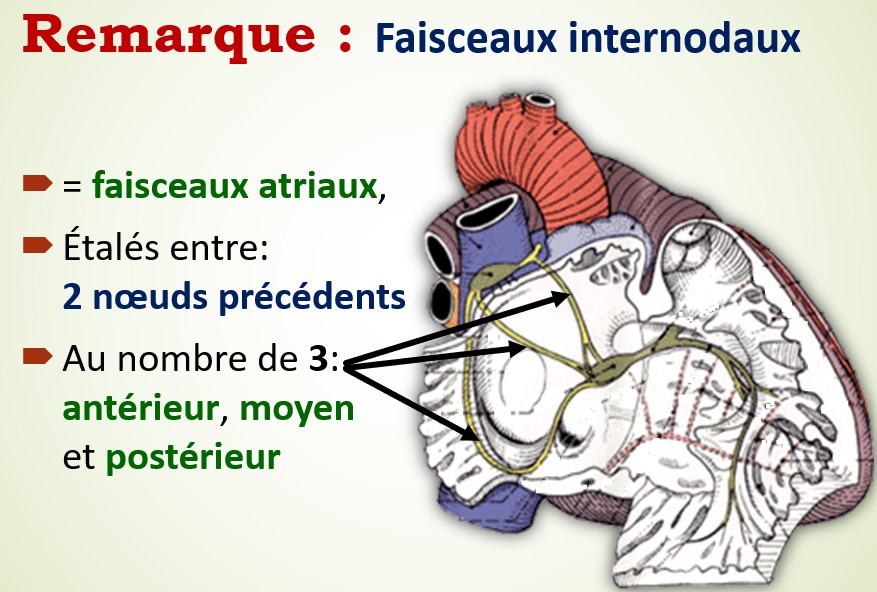 Remarque : Faisceaux internodaux
= faisceaux atriaux,
Étalés entre:
2 nœuds précédents
Au nombre de 3:
antérieur, moyen
et postérieur